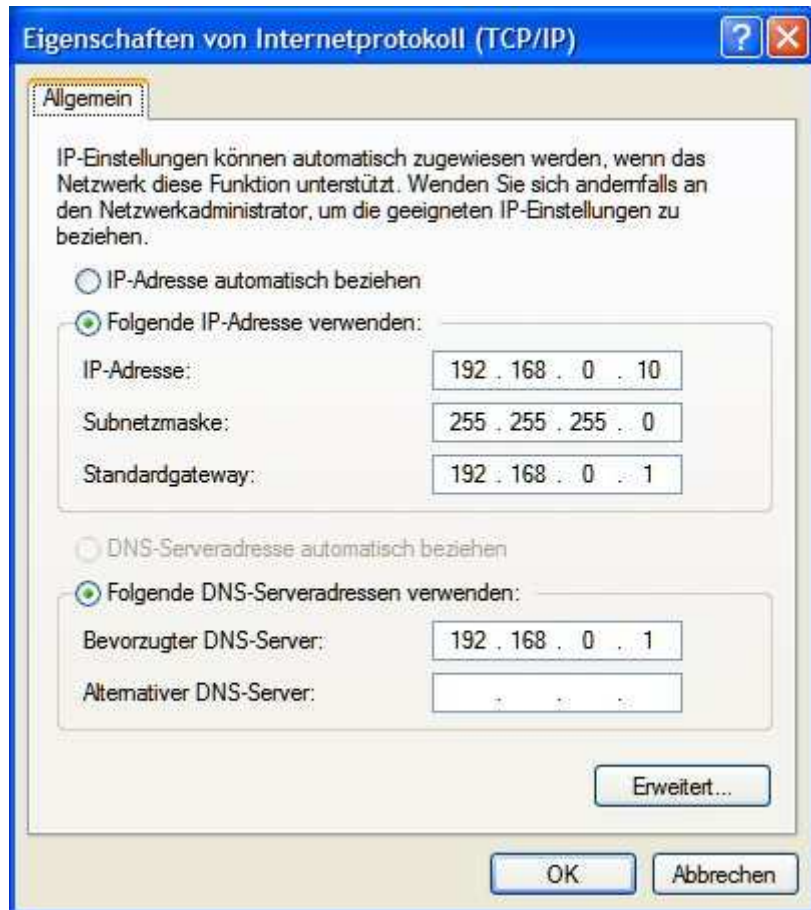 Eigenschaften von Internetprotokoll (TCP/IP)
Allgemein
IP-Einstellungen können automatisch zugewiesen werden, wenn das
Netzwerk diese Funktion unterstützt. Wenden Sie sich andernfalls an
den Netzwerkadministrator, um die geeigneten IP-Einstellungen zu
beziehen.
IP-Adresse automatisch beziehen
Folgende IP-Adresse verwenden:
IP-Adresse: 192 . 168 . 0 . 10
Subnetzmaske: 255 . 255 . 255 . 0
Standardgateway: 192 . 168 . 0 . 1
DNS-Serveradresse automatisch beziehen
Folgende DNS-Serveradressen verwenden:
Bevorzugter DNS-Server: 192 . 168 . 0 . 1
Alternativer DNS-Server: . . .
Erweitert...
OK Abbrechen